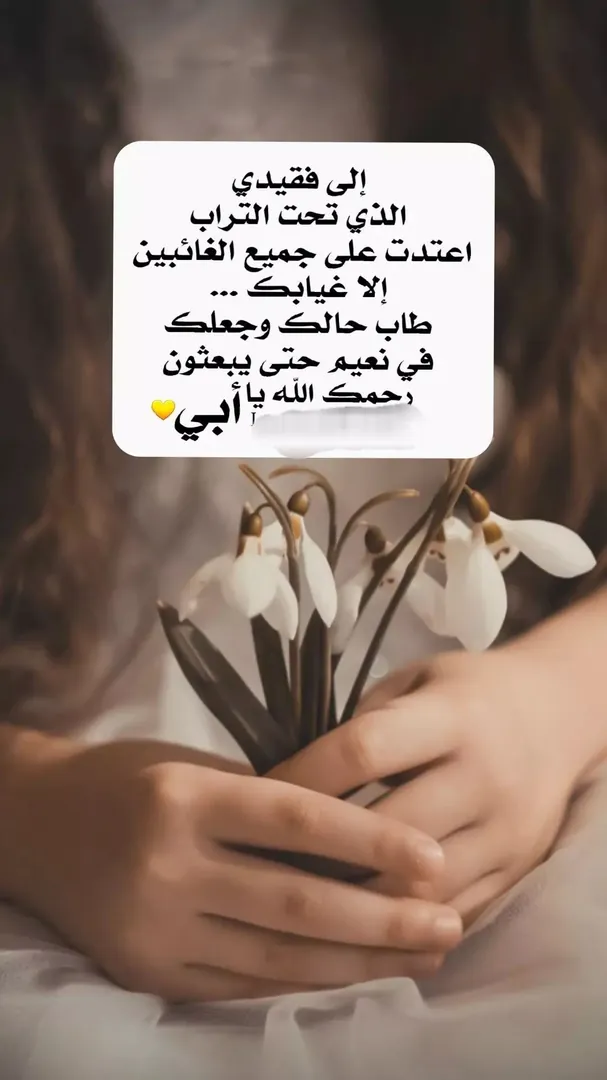 إلى فقيدي
الذي تحت التراب
اعتدت على جميع الغائبين
إلا غيابك ...
طاب حالك وجعلك
في نعيم حتى يبعثون
رحمك الله يا أبي💛